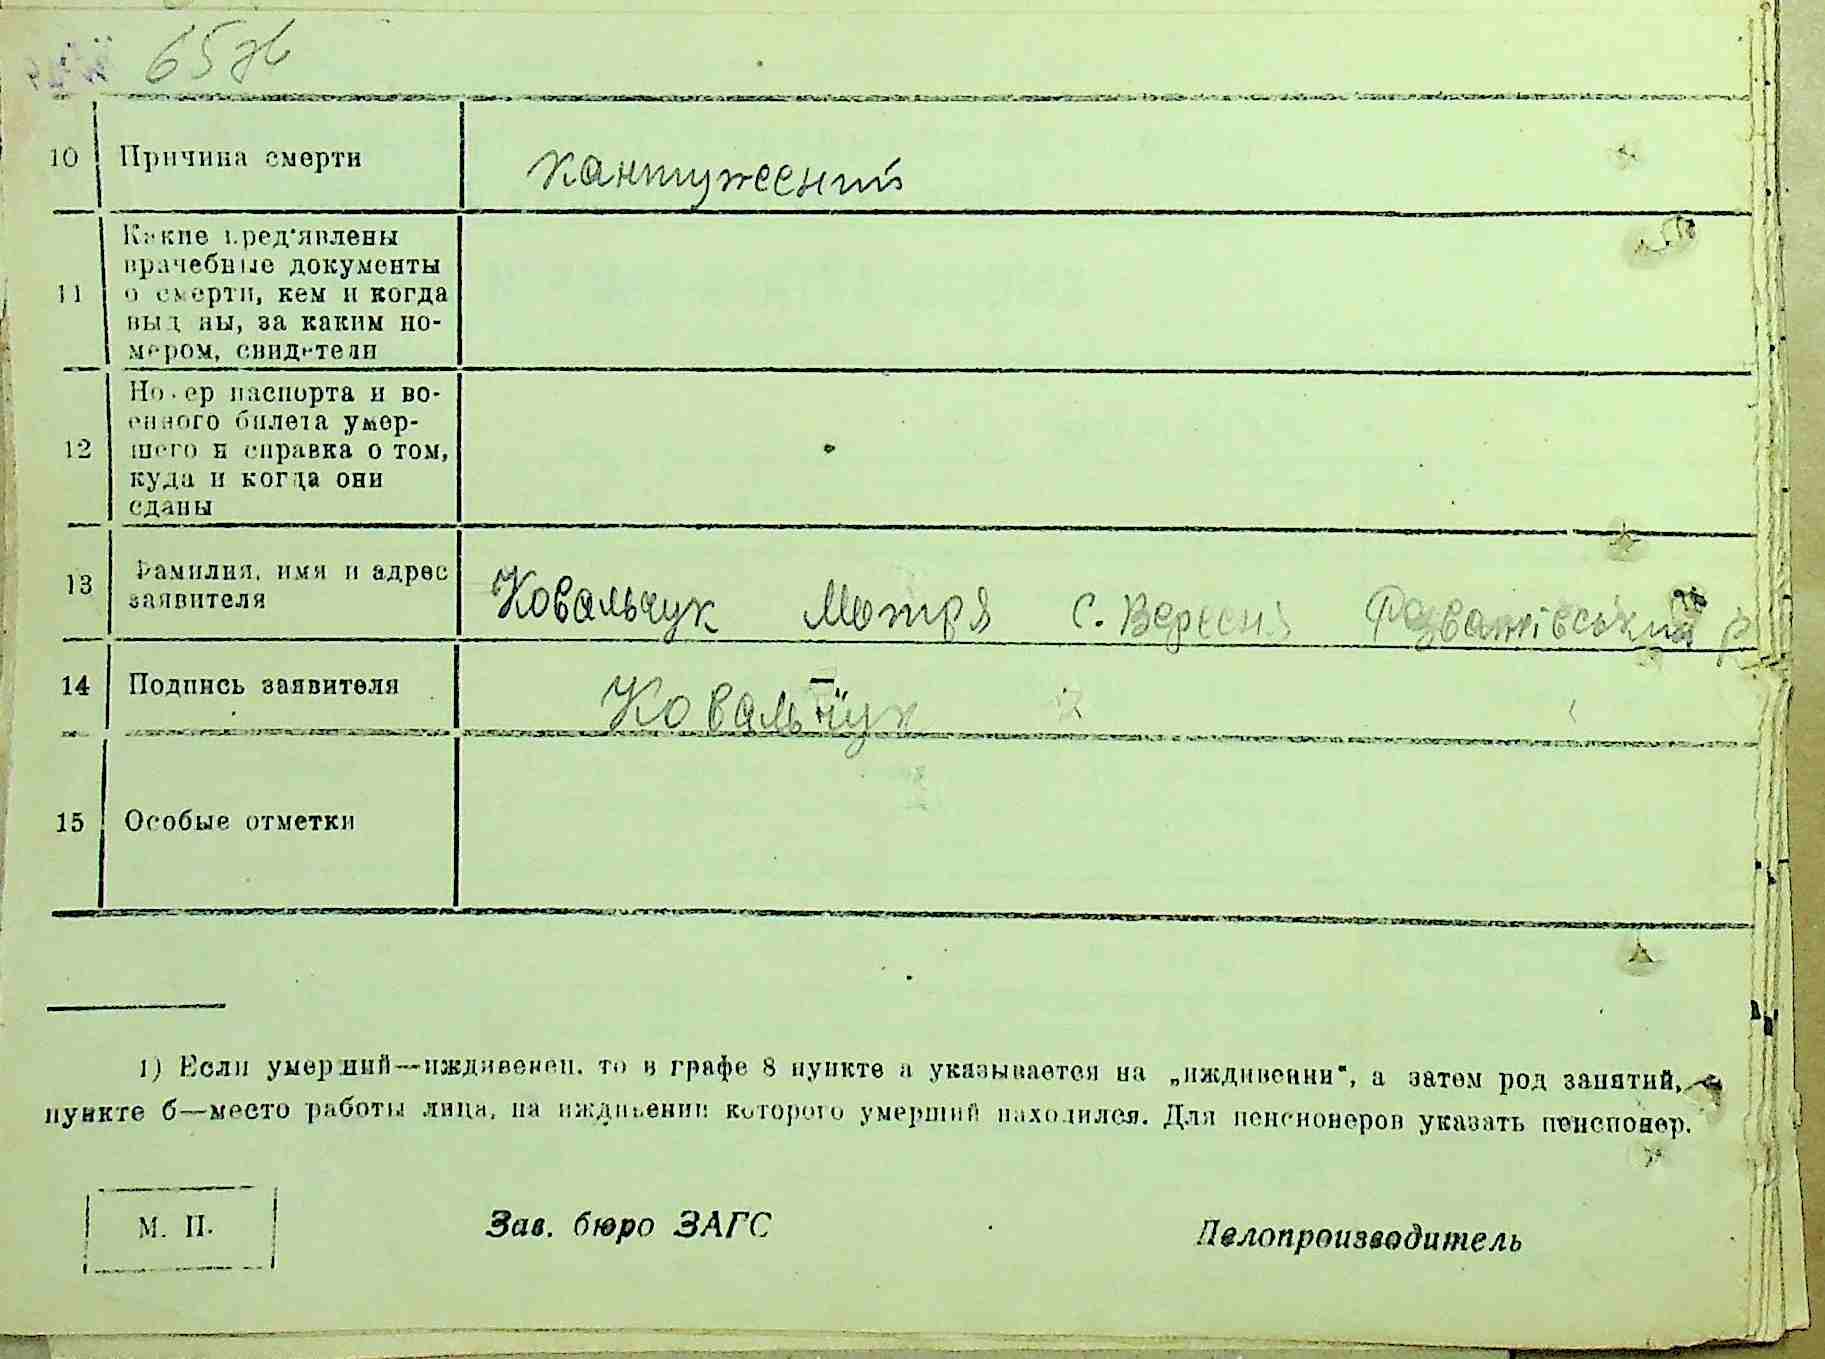 65зв
10 Причина смерти контужений
11 Какие пред'явлены
врачебные документы
о смерти, кем и когда
выданы, за каким но-
мером, свидетели
12 Номер паспорта и во-
енного билета умер-
шего и справка о том,
куда и когда они
сданы
13 Фамилия, имя и адрес
заявителя Ковальчук Мотря с. Вересня Розважівський р
14 Подпись заявителя Ковальчук
15 Особые отметки
1) Если умерший—иждивенец, то в графе 8 пункте а указывается на „иждивении", а затем род занятий,
пункте б—место работы лица, на иждивении которого умерший находился. Для пенсионеров указать пенсионер.
М. П. Зав. бюро ЗАГС Делопроизводитель